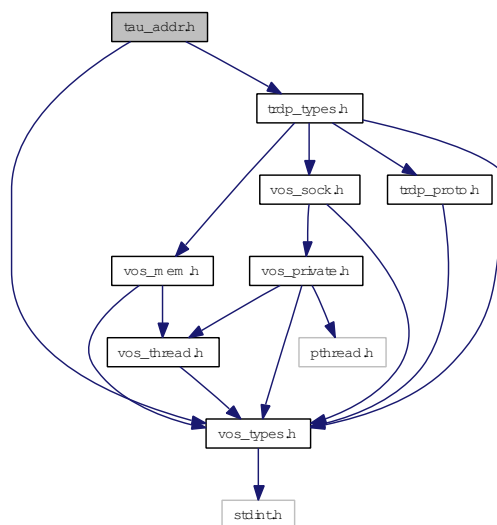 tau_addr.h
trdp_types.h
vos_sock.h
trdp_proto.h
vos_mem.h
vos_private.h
vos_thread.h
pthread.h
vos_types.h
stdint.h